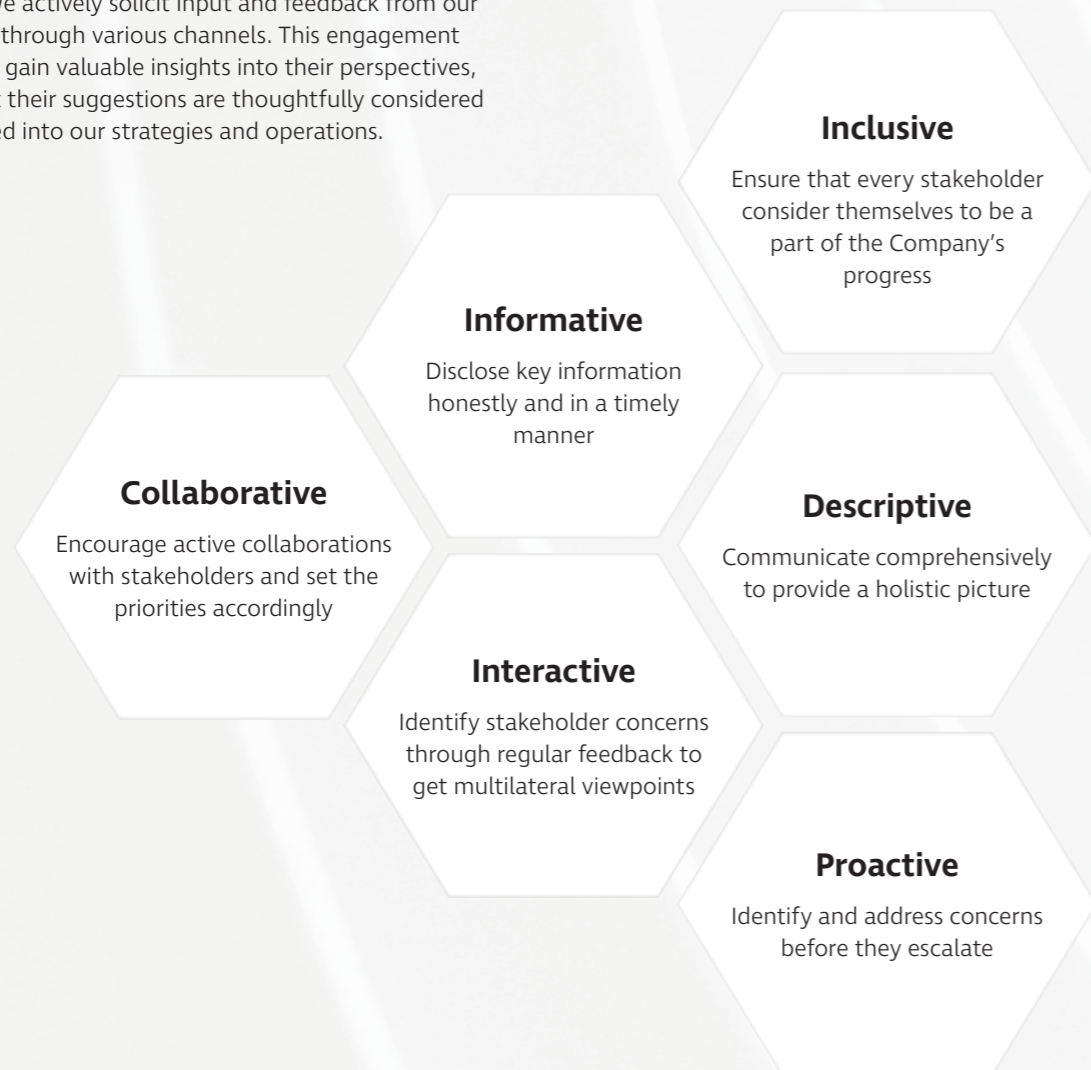 actively solicit input and feedback from our
through various channels. This engagement
gain valuable insights into their perspectives,
their suggestions are thoughtfully considered
into our strategies and operations.
Inclusive
Ensure that every stakeholder
consider themselves to be a
part of the Company's
progress
Informative
Disclose key information
honestly and in a timely
manner
Collaborative
Encourage active collaborations
with stakeholders and set the
priorities accordingly
Descriptive
Communicate comprehensively
to provide a holistic picture
Interactive
Identify stakeholder concerns
through regular feedback to
get multilateral viewpoints
Proactive
Identify and address concerns
before they escalate